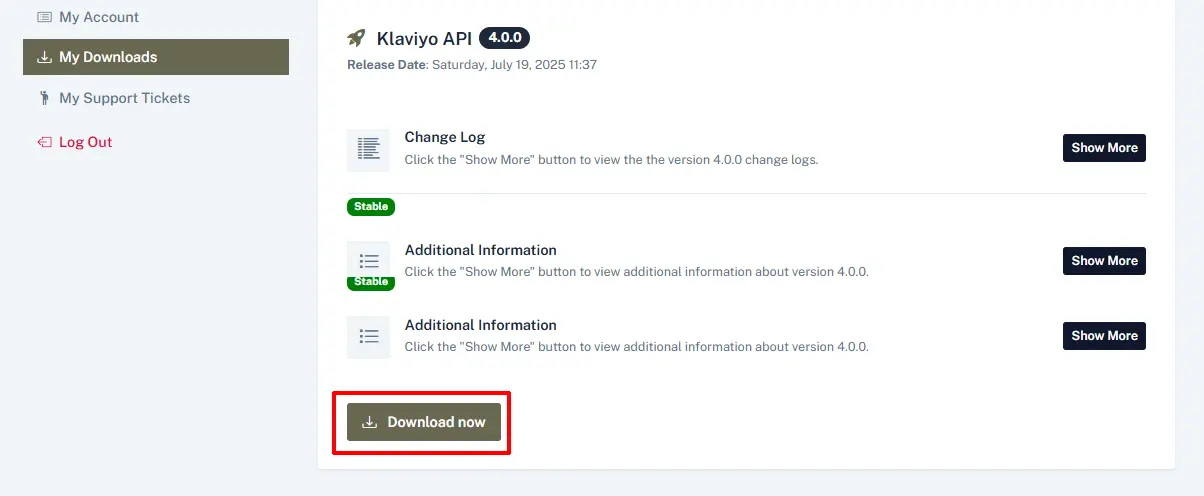 My Account
My Downloads
My Support Tickets
Log Out
Klaviyo API 4.0.0
Release Date: Saturday, July 19, 2025 11:37
Change Log
Click the "Show More" button to view the the version 4.0.0 change logs.
Show More
Stable
Additional Information
Click the "Show More" button to view additional information about version 4.0.0.
Show More
Stable
Additional Information
Click the "Show More" button to view additional information about version 4.0.0.
Show More
Download now